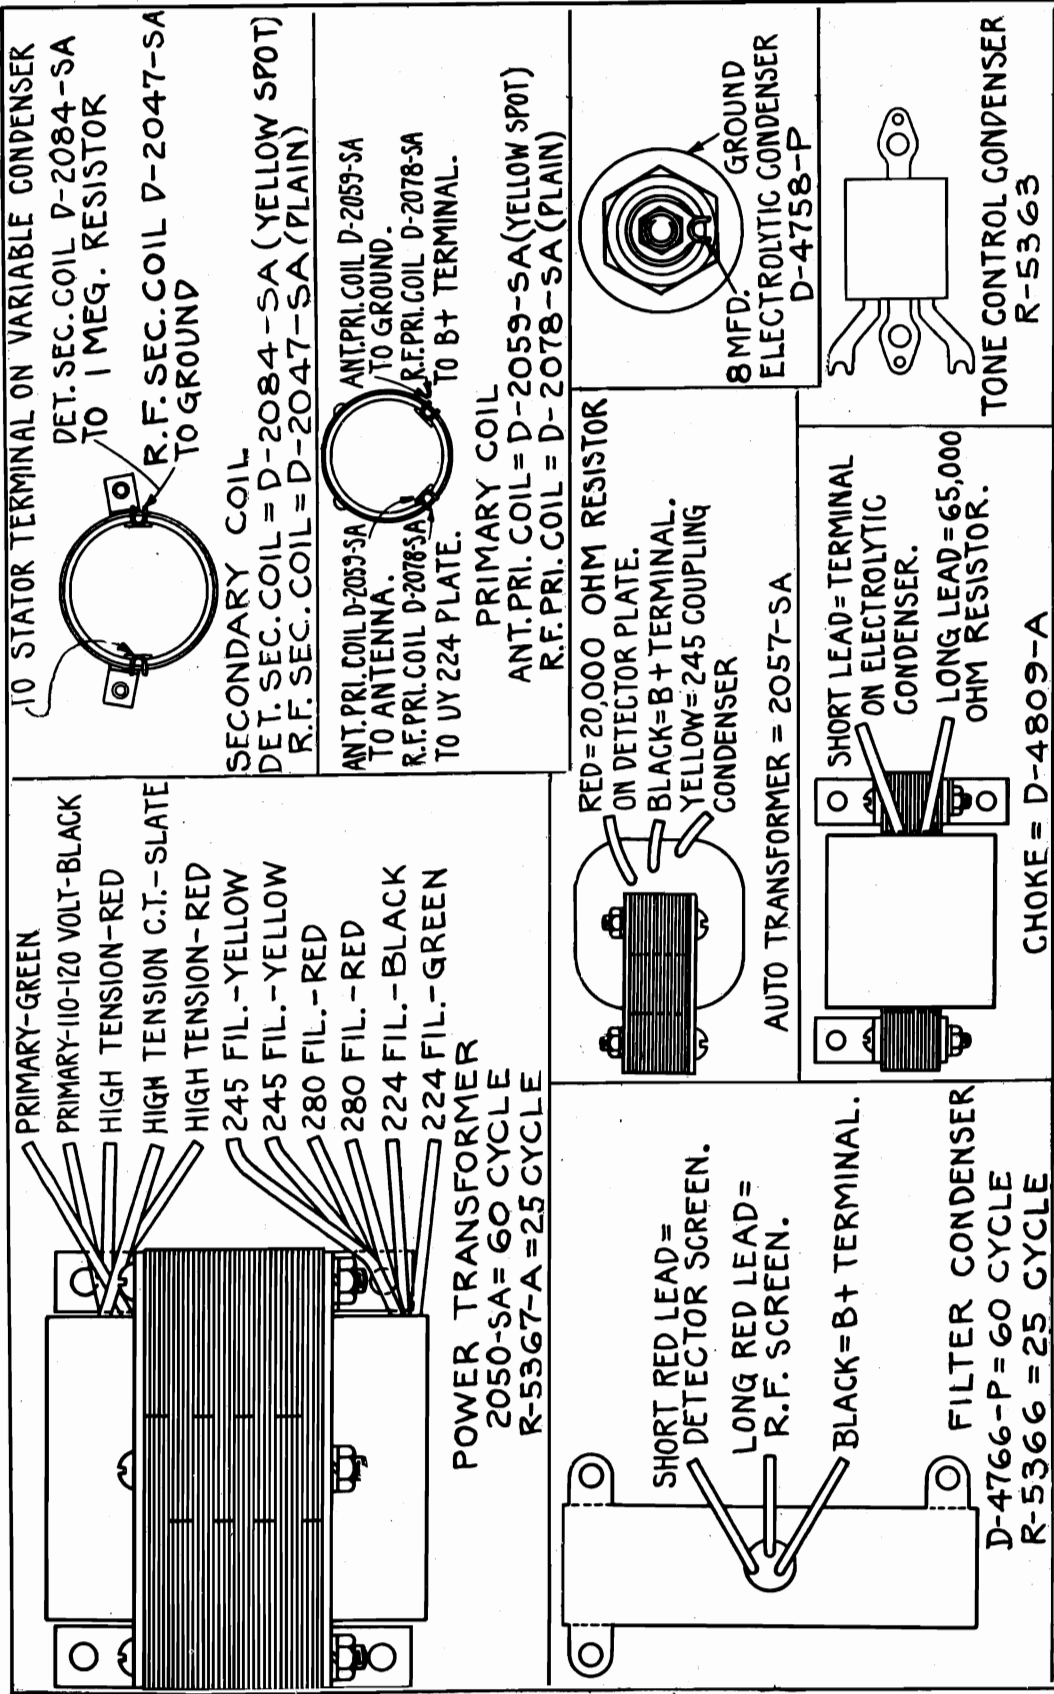 PRIMARY-GREEN
PRIMARY-110-120 VOLT-BLACK
HIGH TENSION-RED
HIGH TENSION C.T.-SLATE
HIGH TENSION-RED
245 FIL.-YELLOW
245 FIL.-YELLOW
280 FIL.-RED
280 FIL.-RED
224 FIL.-BLACK
224 FIL.-GREEN
POWER TRANSFORMER
2050-SA=60 CYCLE
R-5367-A=25 CYCLE
TO STATOR TERMINAL ON VARIABLE CONDENSER
DET. SEC. COIL D-2084-SA
TO 1 MEG. RESISTOR
R.F. SEC. COIL D-2047-SA
TO GROUND
SECONDARY COIL
DET. SEC. COIL = D-2084-SA (YELLOW SPOT)
R.F. SEC. COIL = D-2047-SA (PLAIN)
ANT. PRI. COIL D-2059-SA
TO ANTENNA.
R.F. PRI. COIL D-2078-SA
TO UY 224 PLATE.
ANT. PRI. COIL D-2059-SA
TO GROUND.
R.F. PRI. COIL D-2078-SA
TO B+ TERMINAL.
PRIMARY COIL
ANT. PRI. COIL = D-2059-SA (YELLOW SPOT)
R.F. PRI. COIL = D-2078-SA (PLAIN)
SHORT RED LEAD=
DETECTOR SCREEN.
LONG RED LEAD=
R.F. SCREEN.
BLACK=B+ TERMINAL.
FILTER CONDENSER
D-4766-P=60 CYCLE
R-5366=25 CYCLE
RED=20,000 OHM RESISTOR
ON DETECTOR PLATE.
BLACK=B+ TERMINAL.
YELLOW=245 COUPLING
CONDENSER
AUTO TRANSFORMER = 2057-SA
8 MFD.
GROUND
ELECTROLYTIC CONDENSER
D-4758-P
SHORT LEAD=TERMINAL
ON ELECTROLYTIC
CONDENSER.
LONG LEAD=65,000
OHM RESISTOR.
CHOKE = D-4809-A
TONE CONTROL CONDENSER
R-5363